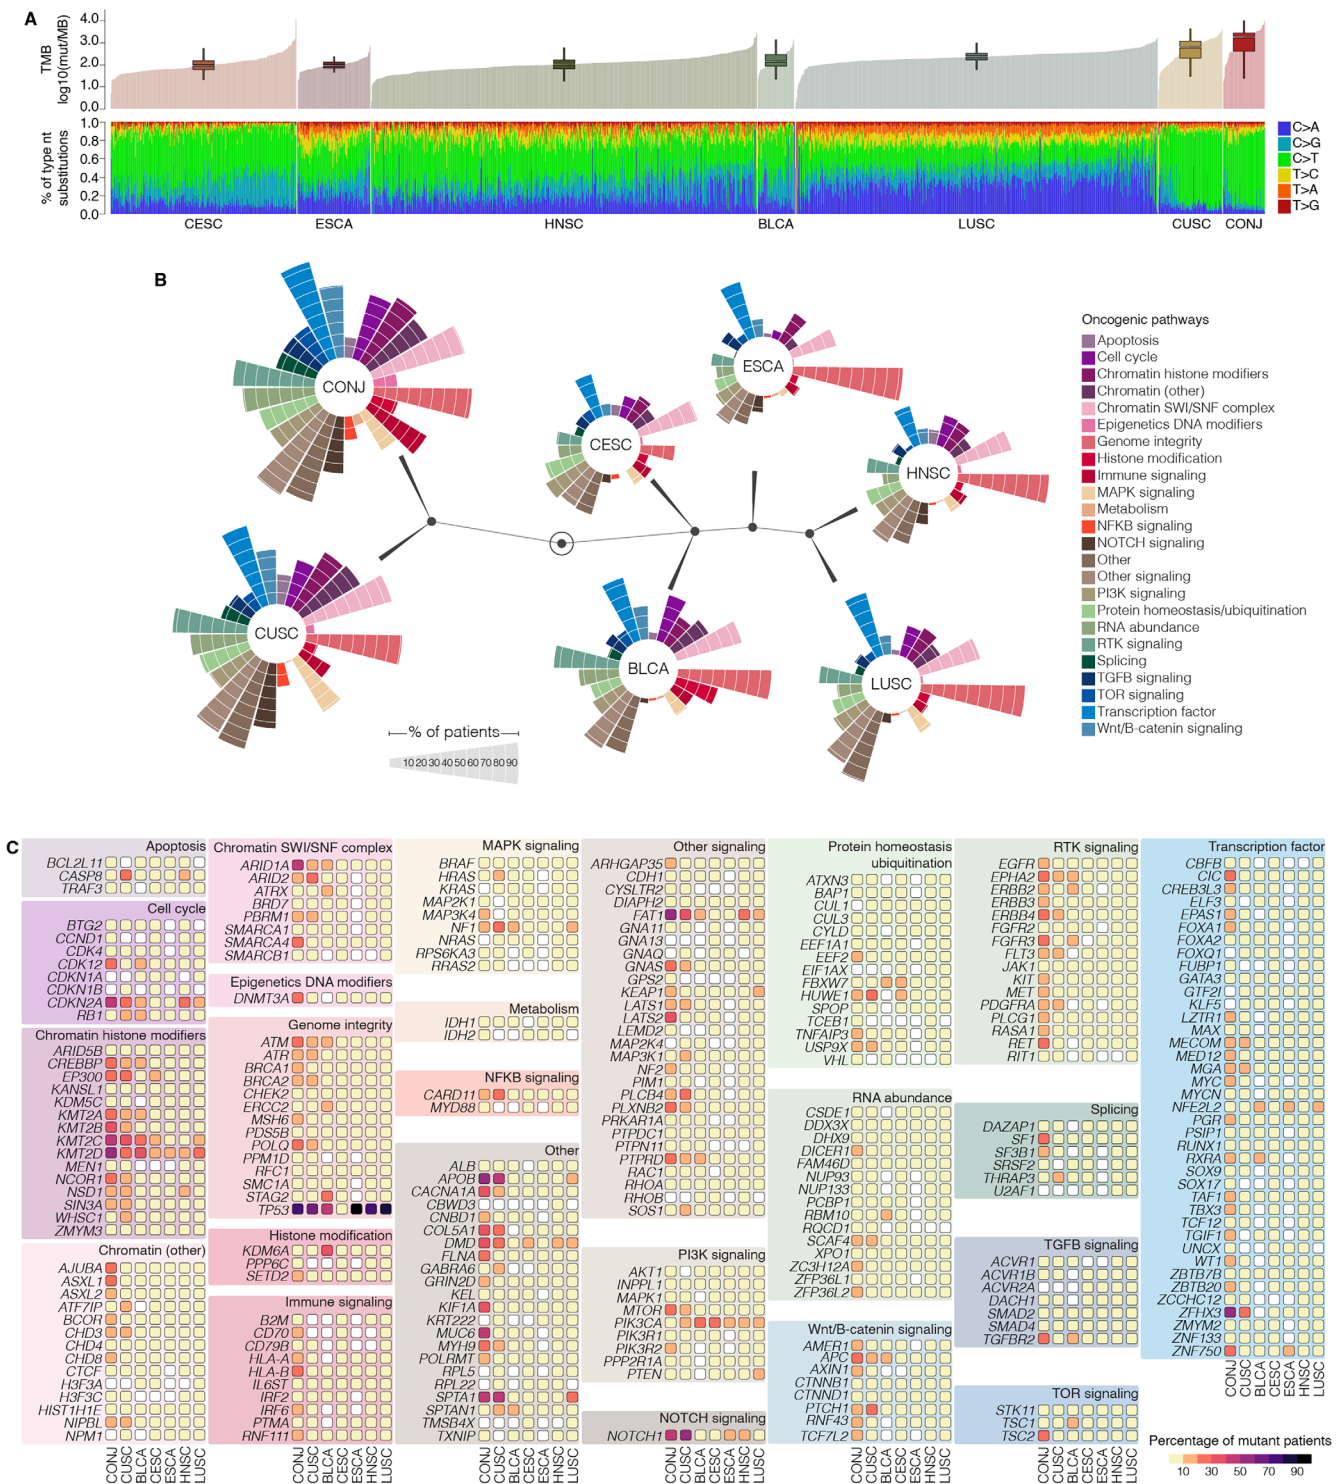 A
TMB
log10(mut/MB)
4.0
3.0
2.0
1.0
0.0
% of type nt
substitutions
1.0
0.8
0.6
0.4
0.2
0.0
C>A
C>G
C>T
T>C
T>A
T>G
CESC
ESCA
HNSC
BLCA
LUSC
CUSC
CONJ
B
CONJ
CUSC
CESC
ESCA
HNSC
BLCA
LUSC
% of patients
10 20 30 40 50 60 70 80 90
Oncogenic pathways
Apoptosis
Cell cycle
Chromatin histone modifiers
Chromatin (other)
Chromatin SWI/SNF complex
Epigenetics DNA modifiers
Genome integrity
Histone modification
Immune signaling
MAPK signaling
Metabolism
NFKB signaling
NOTCH signaling
Other
Other signaling
PI3K signaling
Protein homeostasis/ubiquitination
RNA abundance
RTK signaling
Splicing
TGFB signaling
TOR signaling
Transcription factor
Wnt/B-catenin signaling
C
Apoptosis
BCL2L11
CASP8
TRAF3
Cell cycle
BTG2
CCND1
CDK4
CDK12
CDKN1A
CDKN1B
CDKN2A
RB1
Chromatin histone modifiers
ARID5B
CREBBP
EP300
KANSL1
KDM5C
KMT2A
KMT2B
KMT2C
KMT2D
MEN1
NCOR1
NSD1
SIN3A
WHSC1
ZMYM3
Chromatin (other)
AJUBA
ASXL1
ASXL2
ATF7IP
BCOR
CHD3
CHD4
CHD8
CTCF
H3F3A
H3F3C
HIST1H1E
NIPBL
NPM1
CONJ
CUSC
BLCA
CESC
ESCA
HNSC
LUSC
Chromatin SWI/SNF complex
ARID1A
ARID2
ATRX
BRD7
PBRM1
SMARCA1
SMARCA4
SMARCB1
Epigenetics DNA modifiers
DNMT3A
Genome integrity
ATM
ATR
BRCA1
BRCA2
CHEK2
ERCC2
MSH6
PDS5B
POLQ
PPM1D
RFC1
SMC1A
STAG2
TP53
Histone modification
KDM6A
PPP6C
SETD2
Immune signaling
B2M
CD70
CD79B
HLA-A
HLA-B
IL6ST
IRF2
IRF6
PTMA
RNF111
CONJ
CUSC
BLCA
CESC
ESCA
HNSC
LUSC
MAPK signaling
BRAF
HRAS
KRAS
MAP2K1
MAP3K4
NF1
NRAS
RPS6KA3
RRAS2
Metabolism
IDH1
IDH2
NFKB signaling
CARD11
MYD88
Other
ALB
APOB
CACNA1A
CBWD3
CNBD1
COL5A1
DMD
FLNA
GABRA6
GRIN2D
KEL
KIF1A
KRT222
MUC6
MYH9
POLRMT
RPL5
RPL22
SPTA1
SPTAN1
TMSB4X
TXNIP
CONJ
CUSC
BLCA
CESC
ESCA
HNSC
LUSC
Other signaling
ARHGAP35
CDH1
CYSLTR2
DIAPH2
FAT1
GNA11
GNA13
GNAQ
GNAS
GPS2
KEAP1
LATS1
LATS2
LEMD2
MAP2K4
MAP3K1
NF2
PIM1
PLCB4
PLXNB2
PRKAR1A
PTPDC1
PTPN11
PTPRD
RAC1
RHOA
RHOB
SOS1
PI3K signaling
AKT1
INPPL1
MAPK1
MTOR
PIK3CA
PIK3R1
PIK3R2
PPP2R1A
PTEN
NOTCH signaling
NOTCH1
CONJ
CUSC
BLCA
CESC
ESCA
HNSC
LUSC
Protein homeostasis
ubiquitination
ATXN3
BAP1
CUL1
CUL3
CYLD
EEF1A1
EEF2
EIF1AX
FBXW7
HUWE1
SPOP
TCEB1
TNFAIP3
USP9X
VHL
RNA abundance
CSDE1
DDX3X
DHX9
DICER1
FAM46D
NUP93
NUP133
PCBP1
RBM10
RQCD1
SCAF4
XPO1
ZC3H12A
ZFP36L1
ZFP36L2
Wnt/B-catenin signaling
AMER1
APC
AXIN1
CTNNB1
CTNND1
PTCH1
RNF43
TCF7L2
CONJ
CUSC
BLCA
CESC
ESCA
HNSC
LUSC
RTK signaling
EGFR
EPHA2
ERBB2
ERBB3
ERBB4
FGFR2
FGFR3
FLT3
JAK1
KIT
MET
PDGFRA
PLCG1
RASA1
RET
RIT1
Splicing
DAZAP1
SF1
SF3B1
SRSF2
THRAP3
U2AF1
TGFB signaling
ACVR1
ACVR1B
ACVR2A
DACH1
SMAD2
SMAD4
TGFBR2
TOR signaling
STK11
TSC1
TSC2
CONJ
CUSC
BLCA
CESC
ESCA
HNSC
LUSC
Transcription factor
CBFB
CIC
CREB3L3
ELF3
EPAS1
FOXA1
FOXA2
FOXQ1
FUBP1
GATA3
GTF2I
KLF5
LZTR1
MAX
MECOM
MED12
MGA
MYC
MYCN
NFE2L2
PGR
PSIP1
RUNX1
RXRA
SOX9
SOX17
TAF1
TBX3
TCF12
TGIF1
UNCX
WT1
ZBTB7B
ZBTB20
ZCCHC12
ZFHX3
ZMYM2
ZNF133
ZNF750
CONJ
CUSC
BLCA
CESC
ESCA
HNSC
LUSC
Percentage of mutant patients
10 30 50 70 90